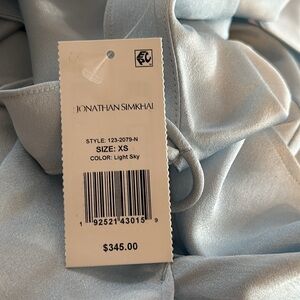 JONATHAN SIMKHAI
STYLE: 123-2079-N
SIZE: XS
COLOR: Light Sky
1 92521 43015 9
$345.00